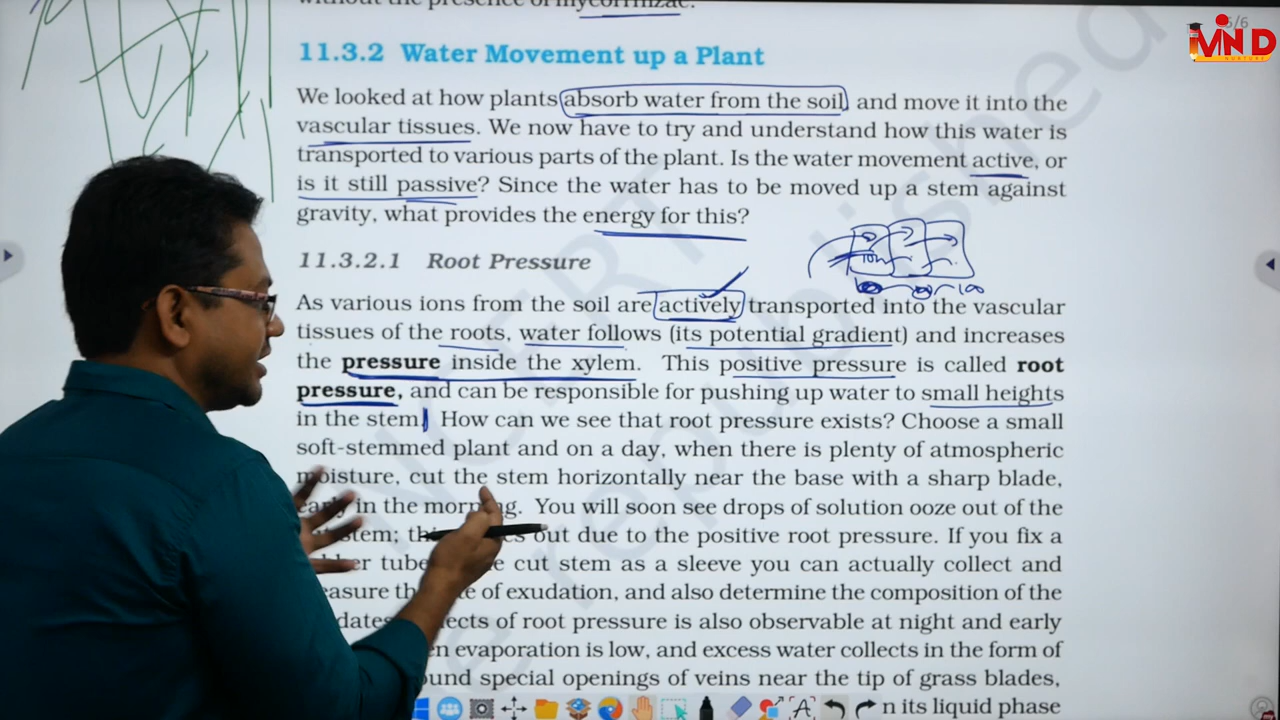 without the presence of mycorrhizae.
/6
MIND
NURTURE
11.3.2 Water Movement up a Plant
We looked at how plants absorb water from the soil, and move it into the
vascular tissues. We now have to try and understand how this water is
transported to various parts of the plant. Is the water movement active, or
is it still passive? Since the water has to be moved up a stem against
gravity, what provides the energy for this?
11.3.2.1 Root Pressure
100
As various ions from the soil are actively transported into the vascular
tissues of the roots, water follows (its potential gradient) and increases
the pressure inside the xylem. This positive pressure is called root
pressure, and can be responsible for pushing up water to small heights
in the stem. How can we see that root pressure exists? Choose a small
soft-stemmed plant and on a day, when there is plenty of atmospheric
moisture, cut the stem horizontally near the base with a sharp blade,
early in the morning. You will soon see drops of solution ooze out of the
stem; out due to the positive root pressure. If you fix a
tube cut stem as a sleeve you can actually collect and
of exudation, and also determine the composition of the
of root pressure is also observable at night and early
evaporation is low, and excess water collects in the form of
special openings of veins near the tip of grass blades,
n its liquid phase